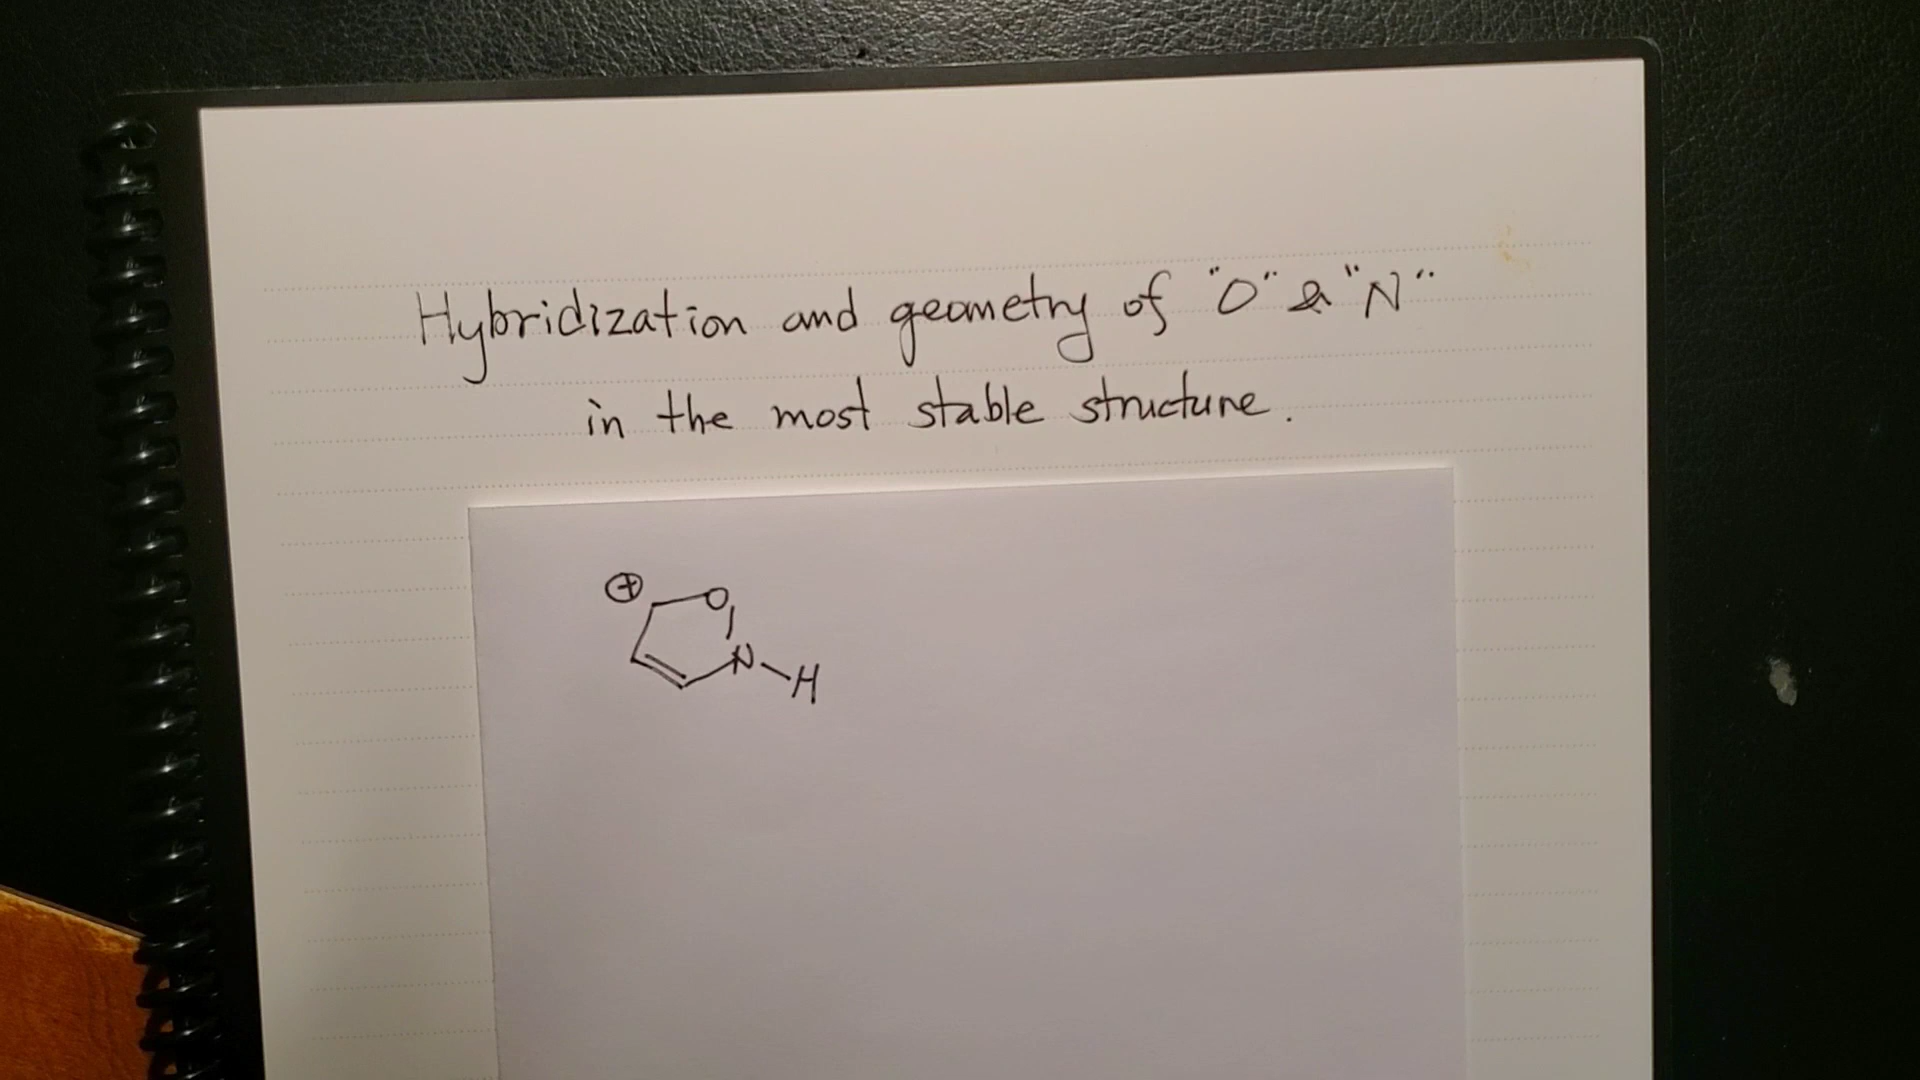 Hybridization and geometry of "O" & "N"
in the most stable structure.
⊕
O
N-H